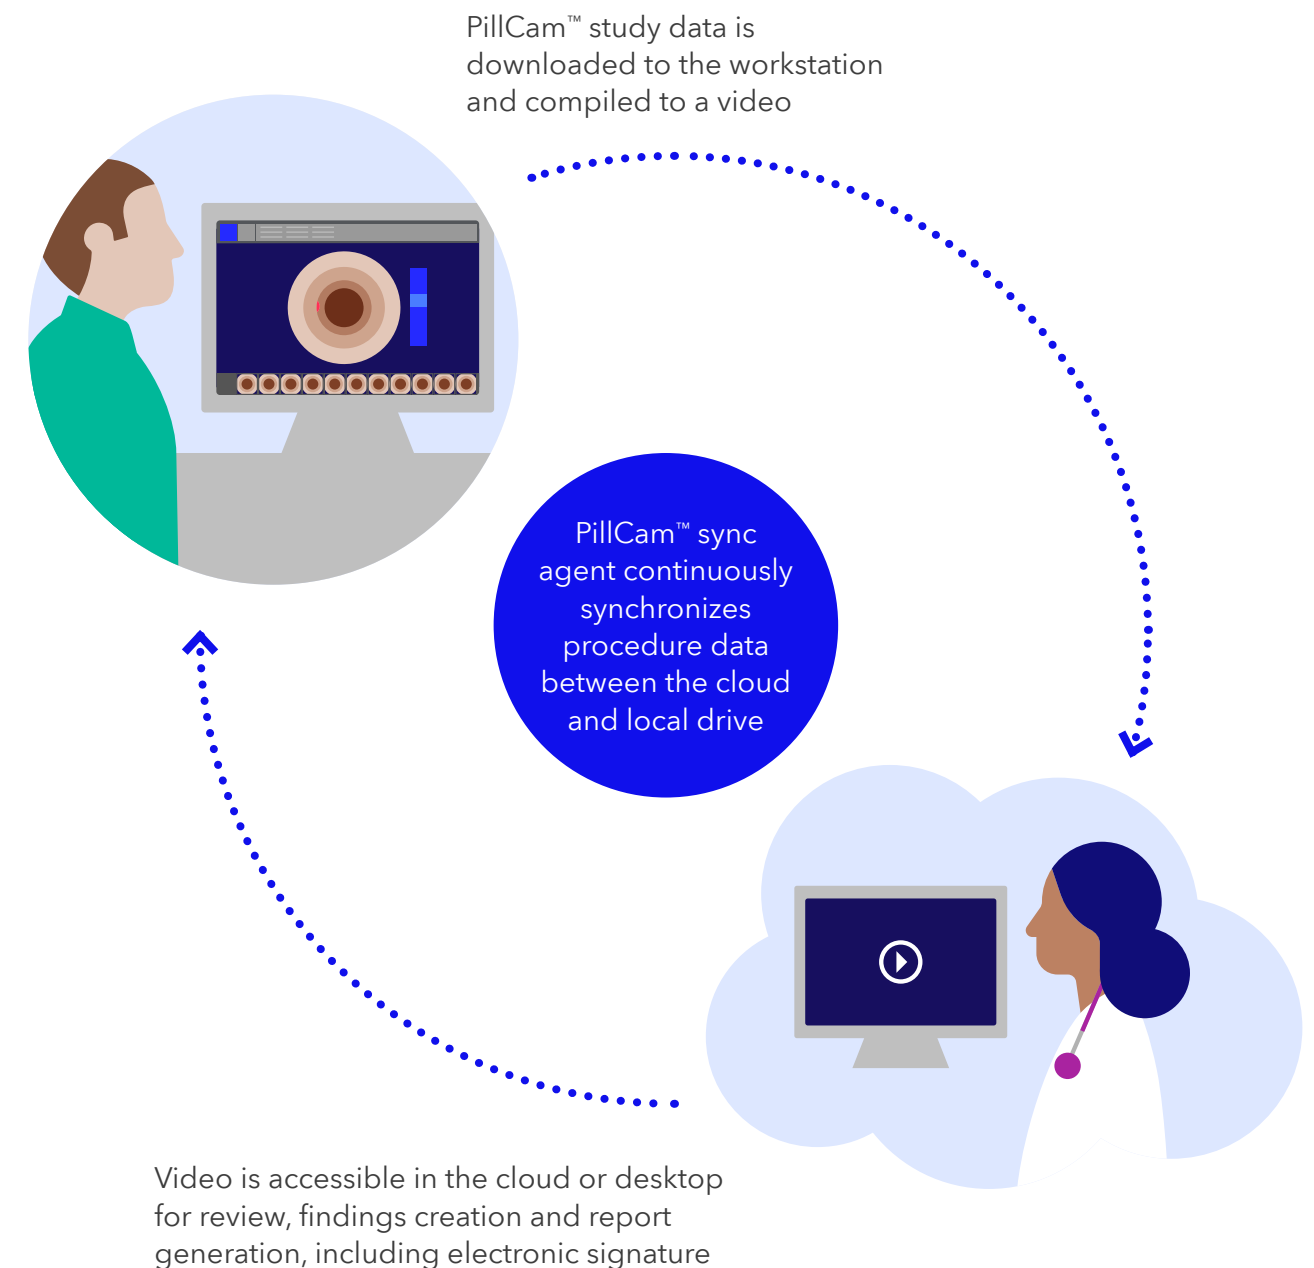 PillCam™ study data is
downloaded to the workstation
and compiled to a video
PillCam™ sync
agent continuously
synchronizes
procedure data
between the cloud
and local drive
Video is accessible in the cloud or desktop
for review, findings creation and report
generation, including electronic signature